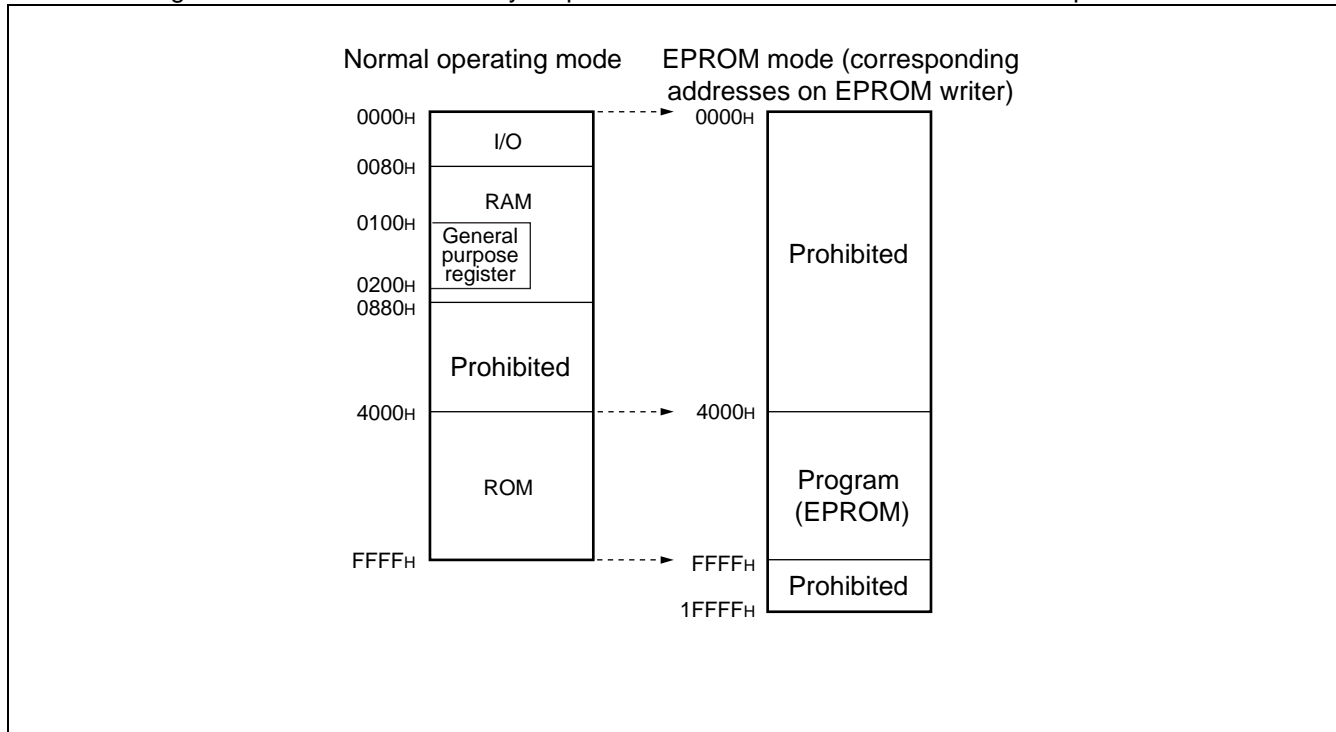 Normal operating mode
0000H
I/O
0080H
RAM
0100H
General
purpose
register
0200H
0880H
Prohibited
4000H
ROM
FFFFH
EPROM mode (corresponding
addresses on EPROM writer)
0000H
Prohibited
4000H
Program
(EPROM)
FFFFH
Prohibited
1FFFFH